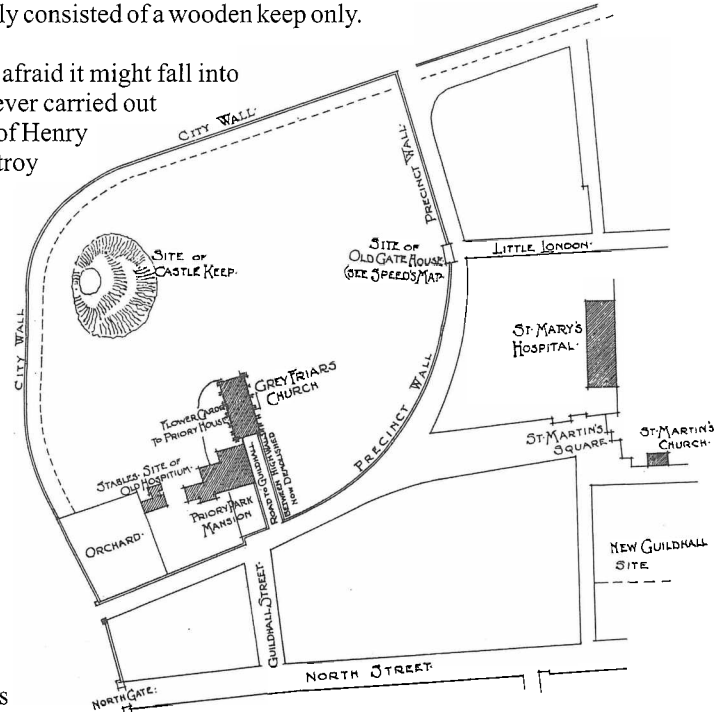 ly consisted of a wooden keep only.
afraid it might fall into
ever carried out
of Henry
troy
CITY WALL.
PRECINCT WALL.
SITE OF
CASTLE KEEP.
SITE OF
OLD GATE HOUSE
(SEE SPEED'S MAP.
LITTLE LONDON.
CITY WALL
ST. MARY'S
HOSPITAL.
GREY FRIARS
CHURCH
FLOWER GARDEN
TO PRIORY HOUSE
PRECINCT WALL
ST. MARTIN'S
SQUARE
ST. MARTIN'S
CHURCH.
STABLES. SITE OF
OLD HOSPITIUM.
ROAD TO GUILDHALL
BETWEEN HIGH WALLS
NOW DEMOLISHED
PRIORY PARK
MANSION
ORCHARD.
NEW GUILDHALL
SITE
GUILDHALL STREET.
NORTH STREET.
NORTH GATE.
s